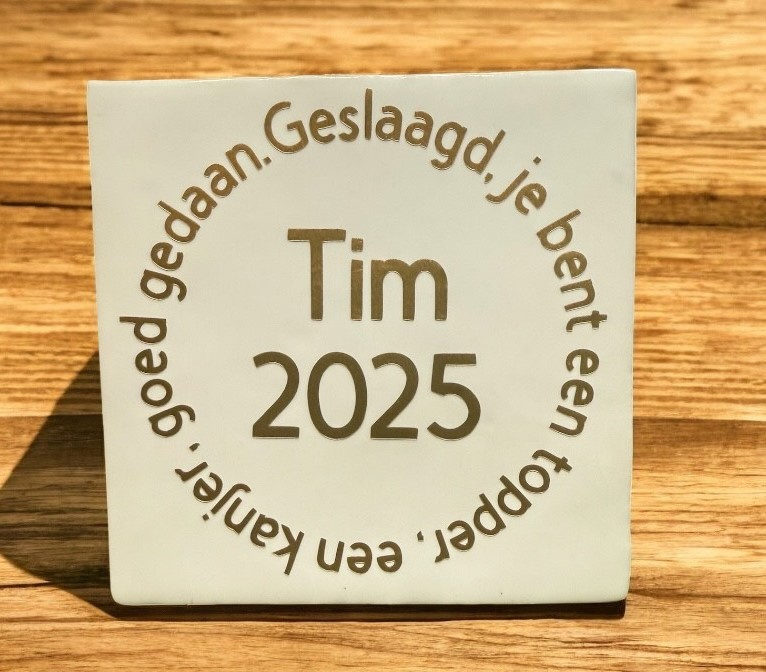 Geslaagd, je bent een topper, een kanjer, goed gedaan.
Tim
2025